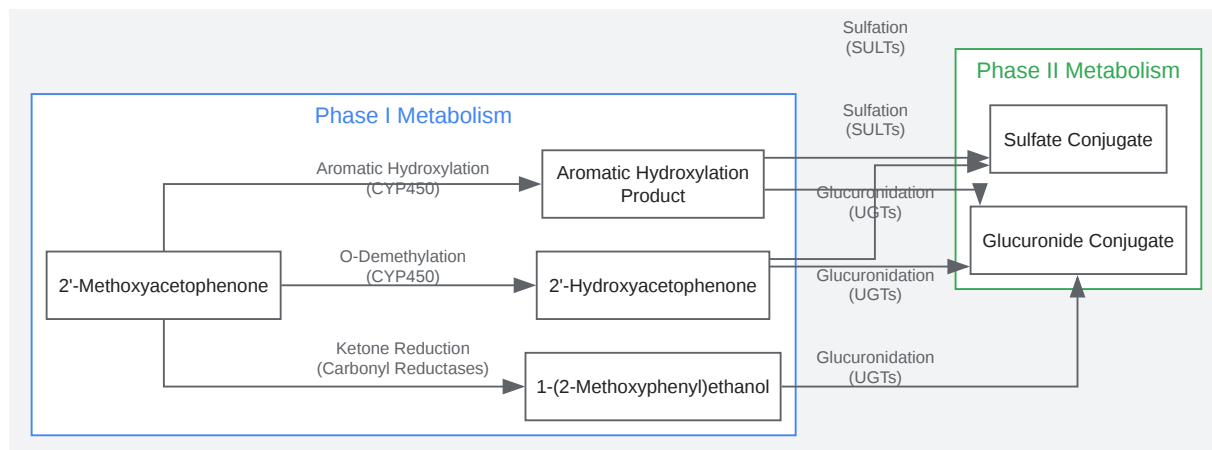 Sulfation
(SULTs)
Phase II Metabolism
Phase I Metabolism
Sulfation
(SULTs)
Sulfate Conjugate
Aromatic Hydroxylation
(CYP450)
Aromatic Hydroxylation
Product
Glucuronidation
(UGTs)
Glucuronide Conjugate
O-Demethylation
(CYP450)
2'-Methoxyacetophenone
2'-Hydroxyacetophenone
Glucuronidation
(UGTs)
Ketone Reduction
(Carbonyl Reductases)
1-(2-Methoxyphenyl)ethanol
Glucuronidation
(UGTs)